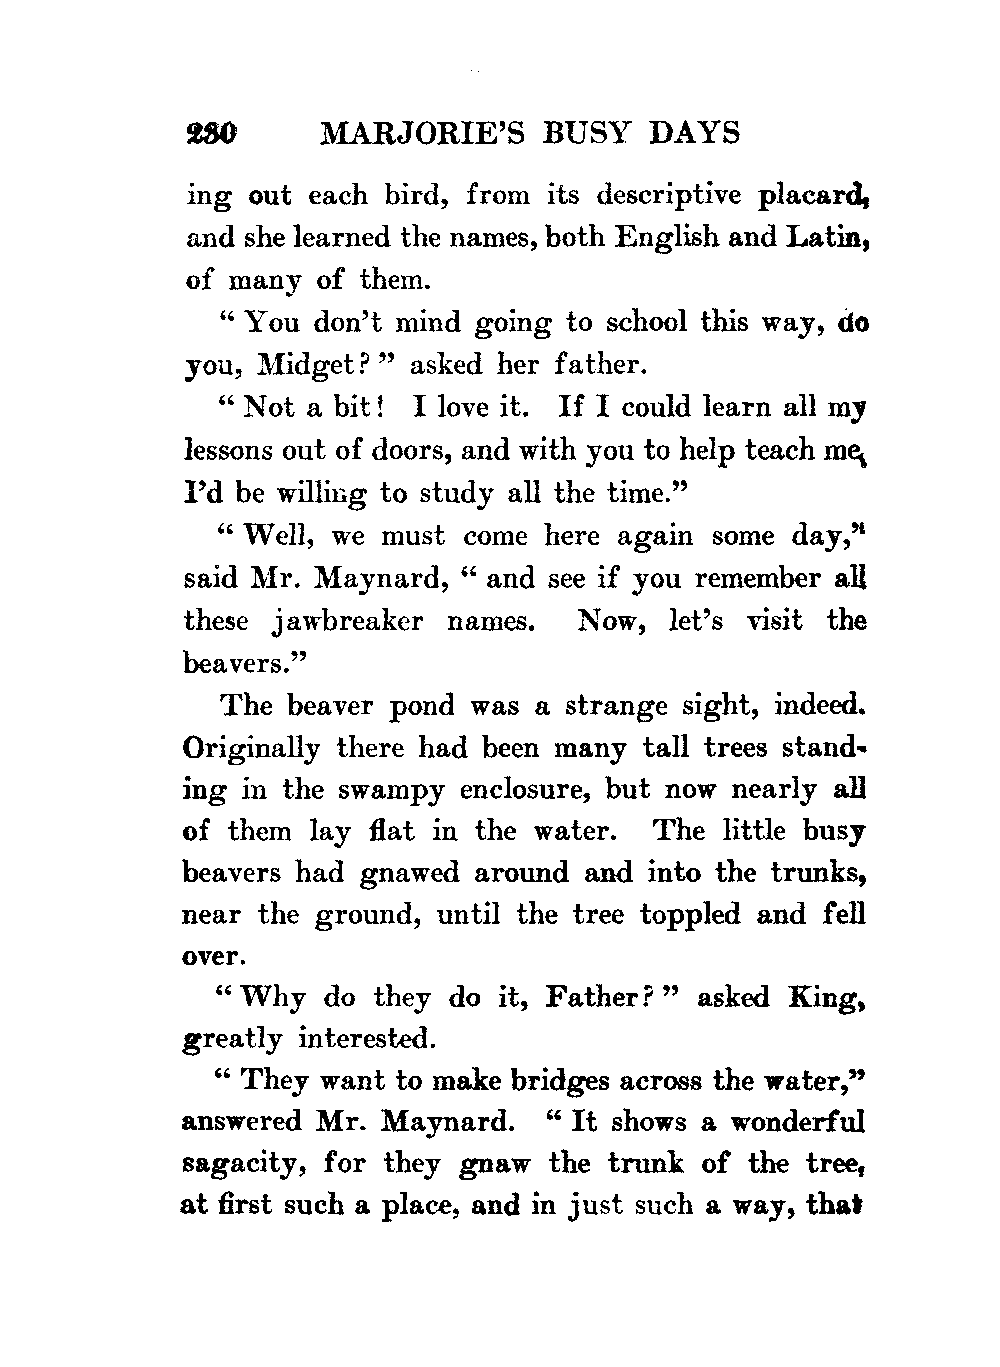 230 MARJORIE'S BUSY DAYS
ing out each bird, from its descriptive placard,
and she learned the names, both English and Latin,
of many of them.
“ You don't mind going to school this way, do
you, Midget? ” asked her father.
“ Not a bit! I love it. If I could learn all my
lessons out of doors, and with you to help teach me,
I'd be willing to study all the time.”
“ Well, we must come here again some day,”
said Mr. Maynard, “ and see if you remember all
these jawbreaker names. Now, let's visit the
beavers.”
The beaver pond was a strange sight, indeed.
Originally there had been many tall trees stand-
ing in the swampy enclosure, but now nearly all
of them lay flat in the water. The little busy
beavers had gnawed around and into the trunks,
near the ground, until the tree toppled and fell
over.
“ Why do they do it, Father? ” asked King,
greatly interested.
“ They want to make bridges across the water,”
answered Mr. Maynard. “ It shows a wonderful
sagacity, for they gnaw the trunk of the tree,
at first such a place, and in just such a way, that